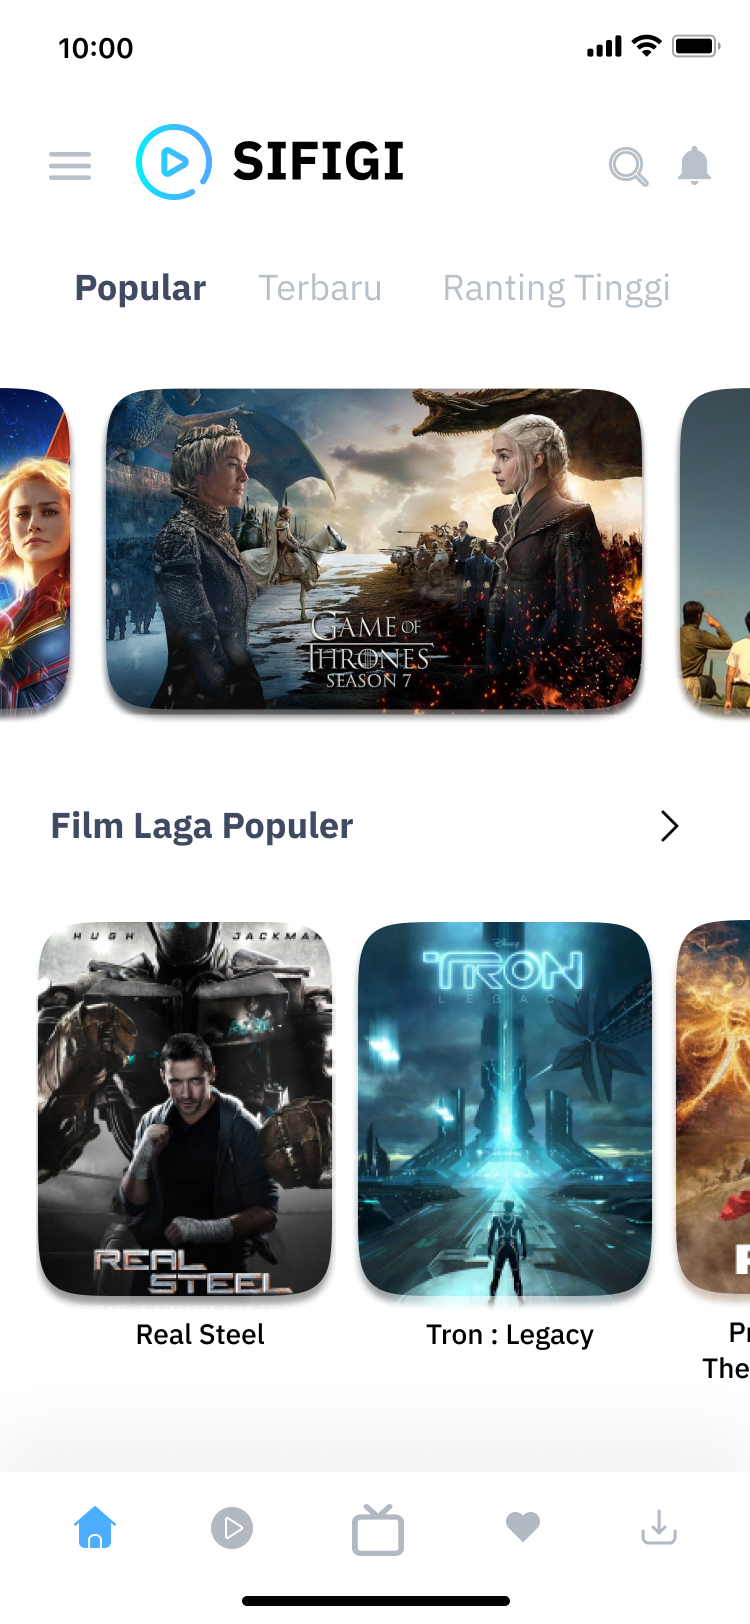 10:00
SIFIGI
Popular
Terbaru
Ranting Tinggi
GAME OF
THRONES
SEASON 7
Film Laga Populer
HUGH JACKMAN
REAL
STEEL
Disney
TRON
LEGACY
Real Steel
Tron : Legacy
The